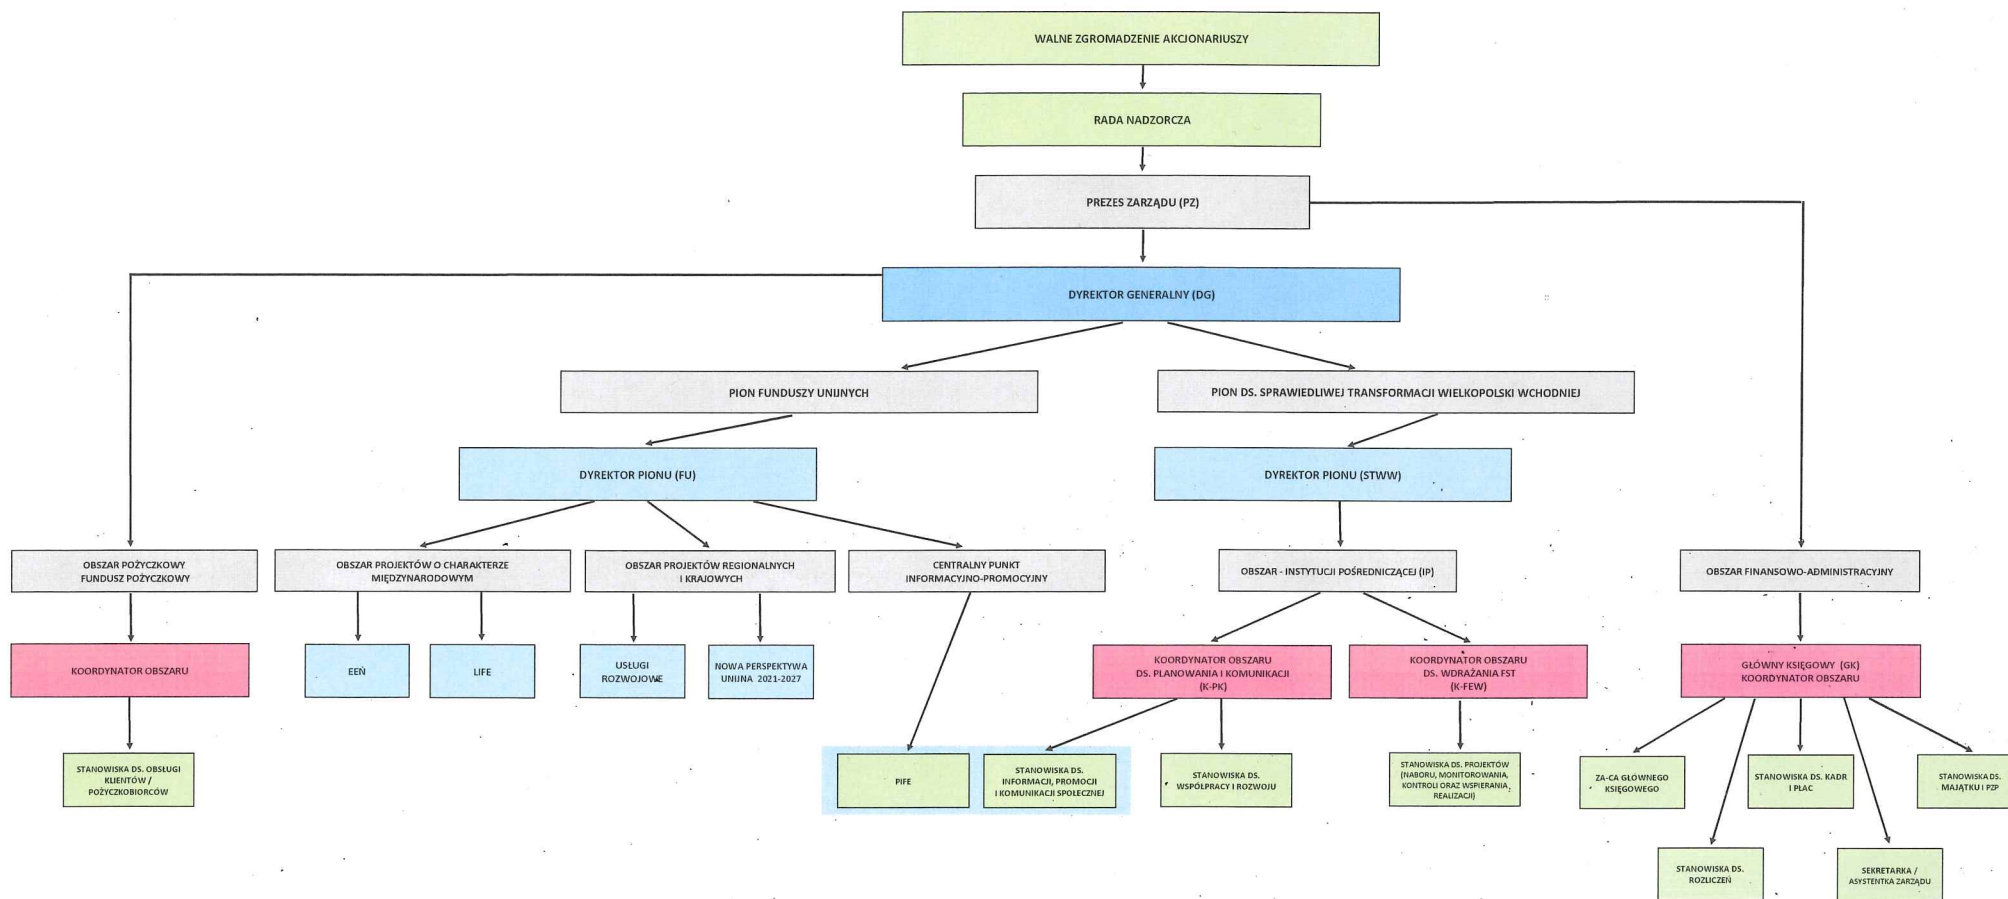 WALNE ZGROMADZENIE AKCJONARIUSZY
RADA NADZORCZA
PREZES ZARZĄDU (PZ)
DYREKTOR GENERALNY (DG)
PION FUNDUSZY UNIJNYCH
PION DS. SPRAWIEDLIWEJ TRANSFORMACJI WIELKOPOLSKI WCHODNIEJ
DYREKTOR PIONU (FU)
DYREKTOR PIONU (STWW)
OBSZAR POŻYCZKOWY
FUNDUSZ POŻYCZKOWY
OBSZAR PROJEKTÓW O CHARAKTERZE
MIĘDZYNARODOWYM
OBSZAR PROJEKTÓW REGIONALNYCH
I KRAJOWYCH
CENTRALNY PUNKT
INFORMACYJNO-PROMOCYJNY
OBSZAR - INSTYTUCJI POŚREDNICZĄCEJ (IP)
OBSZAR FINANSOWO-ADMINISTRACYJNY
KOORDYNATOR OBSZARU
EEN
LIFE
USŁUGI
ROZWOJOWE
NOWA PERSPEKTYWA
UNIJNA 2021-2027
KOORDYNATOR OBSZARU
DS. PLANOWANIA I KOMUNIKACJI
(K-PK)
KOORDYNATOR OBSZARU
DS. WDRAŻANIA FST
(K-FEW)
GŁÓWNY KSIĘGOWY (GK)
KOORDYNATOR OBSZARU
STANOWISKA DS. OBSŁUGI
KLIENTÓW /
POŻYCZKOBIORCÓW
PIFE
STANOWISKA DS.
INFORMACJI, PROMOCJI
I KOMUNIKACJI SPOŁECZNEJ
STANOWISKA DS.
WSPÓŁPRACY I ROZWOJU
STANOWISKA DS. PROJEKTÓW
(NABORU, MONITOROWANIA,
KONTROLI ORAZ WSPIERANIA
REALIZACJI)
ZA-CA GŁÓWNEGO
KSIĘGOWEGO
STANOWISKA DS. KADR
I PŁAC
STANOWISKA DS.
MAJĄTKU I PZP
STANOWISKA DS.
ROZLICZEŃ
SEKRETARKA /
ASYSTENTKA ZARZĄDU